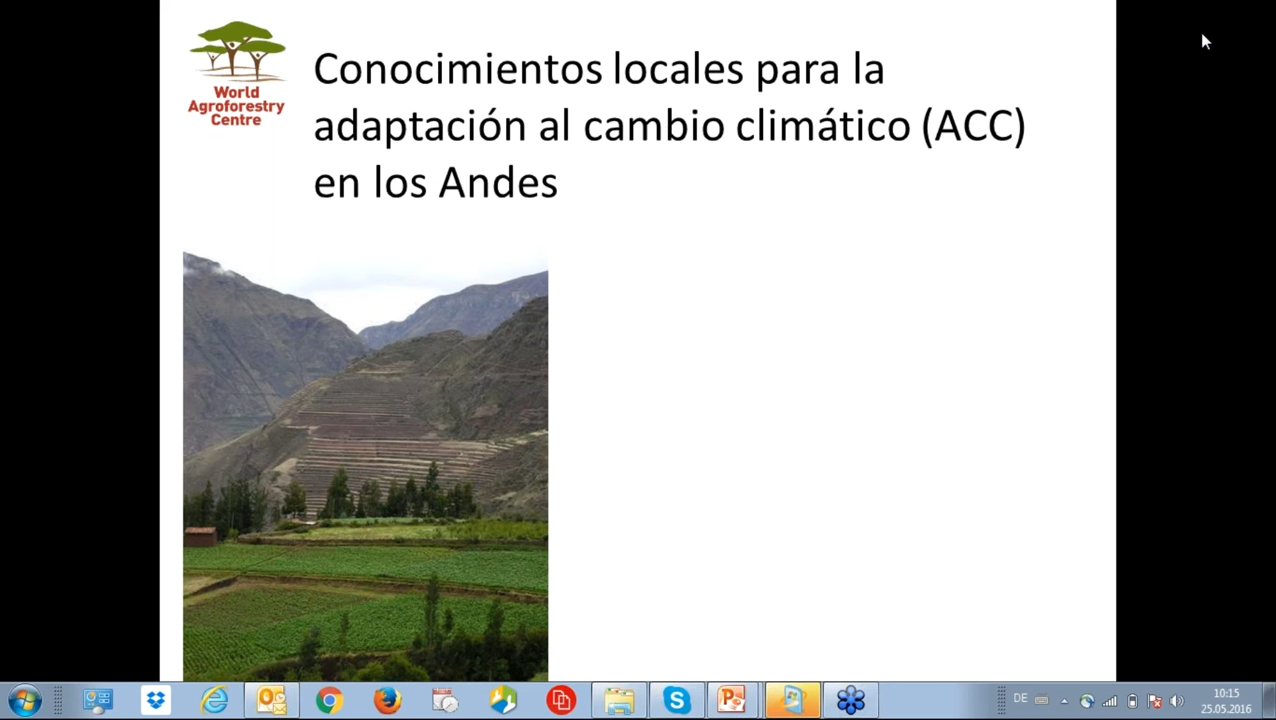 World
Agroforestry
Centre
Conocimientos locales para la
adaptación al cambio climático (ACC)
en los Andes
DE
10:15
25.05.2016